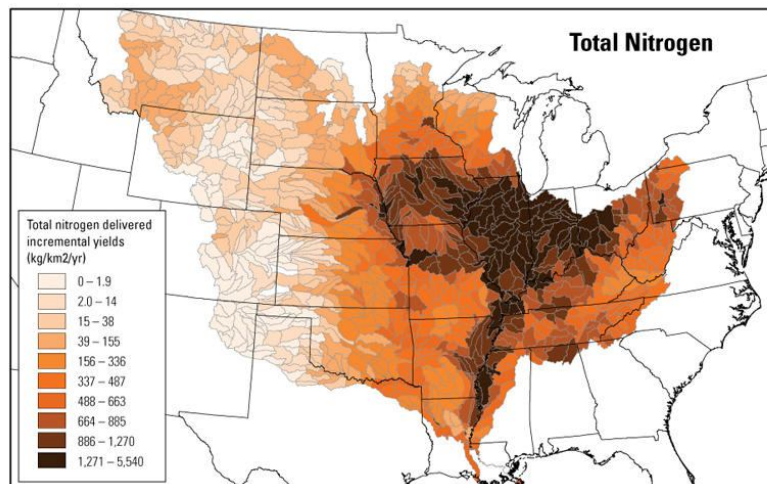 Total Nitrogen
Total nitrogen delivered
incremental yields
(kg/km2/yr)
0 – 1.9
2.0 – 14
15 – 38
39 – 155
156 – 336
337 – 487
488 – 663
664 – 885
886 – 1,270
1,271 – 5,540